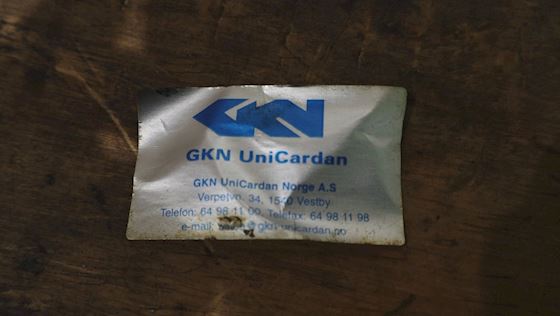 GKN
GKN UniCardan
GKN UniCardan Norge A.S
Verpetvn. 34, 1540 Vestby
Telefon: 64 98 11 00 Telefax: 64 98 11 98
e-mail: @gkn-unicardan.no